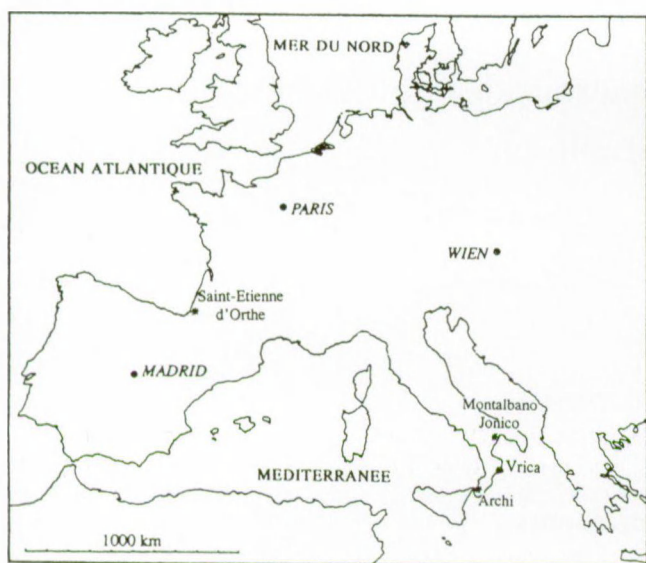 MER DU NORD
OCEAN ATLANTIQUE
PARIS
WIEN
Saint-Etienne
d'Orthe
MADRID
Montalbano
Jonico
Vrica
MEDITERRANEE
Archi
1000 km